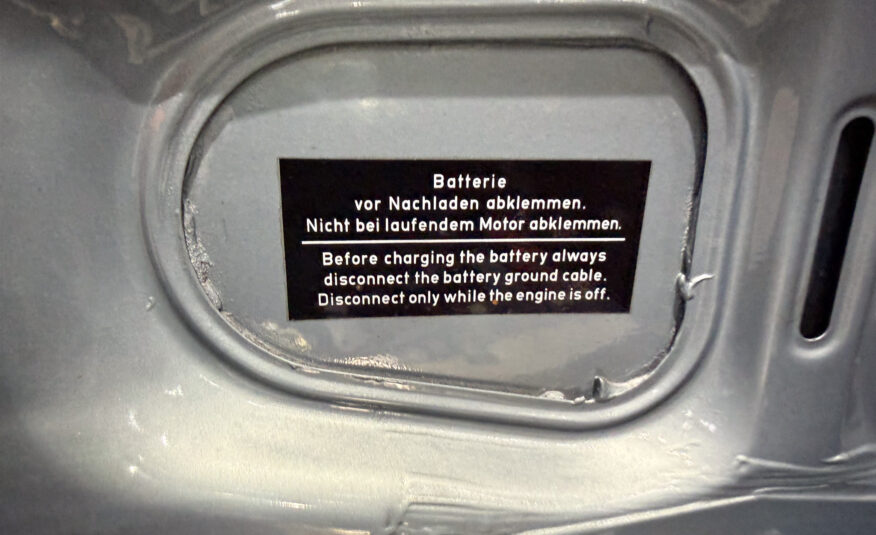 Batterie
vor Nachladen abklemmen.
Nicht bei laufendem Motor abklemmen.
Before charging the battery always
disconnect the battery ground cable.
Disconnect only while the engine is off.